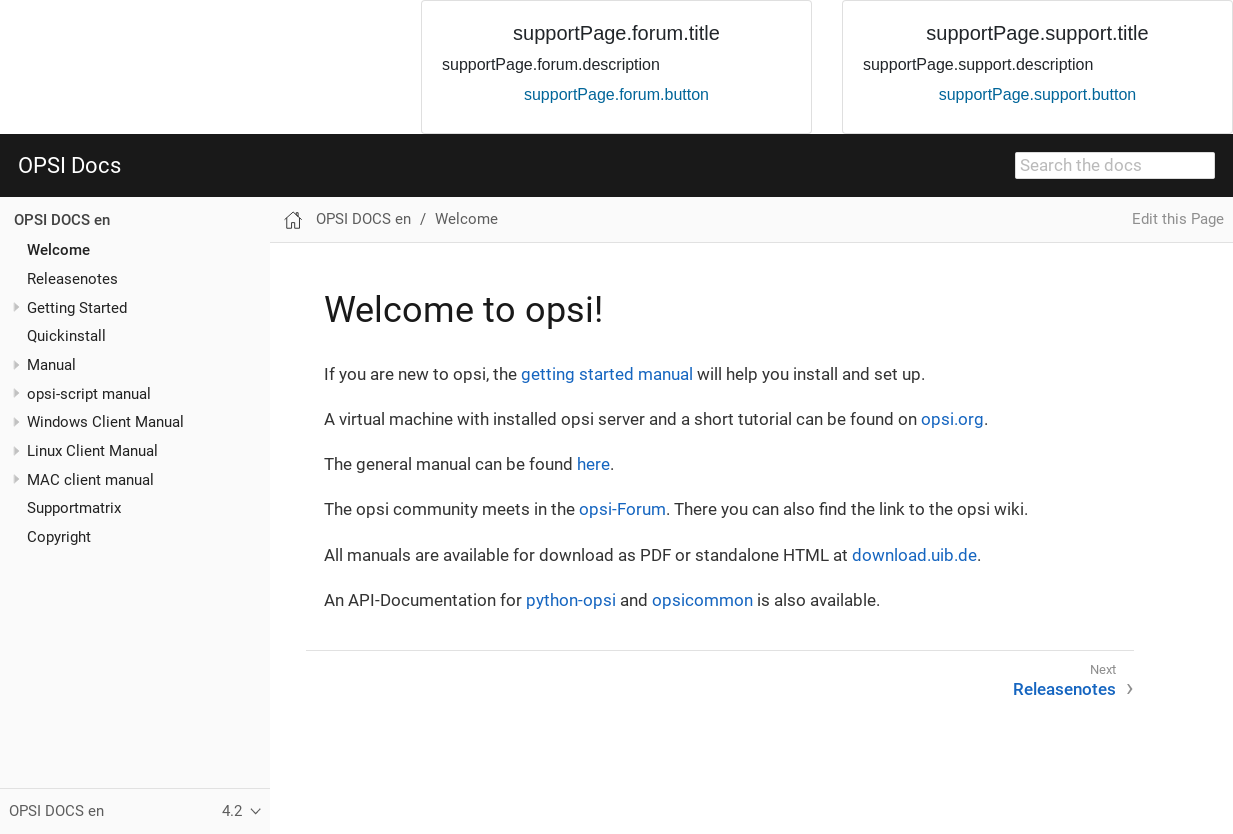 supportPage.forum.title
supportPage.forum.description
supportPage.forum.button
supportPage.support.title
supportPage.support.description
supportPage.support.button
OPSI Docs
Search the docs
OPSI DOCS en
Welcome
Releasenotes
Getting Started
Quickinstall
Manual
opsi-script manual
Windows Client Manual
Linux Client Manual
MAC client manual
Supportmatrix
Copyright
OPSI DOCS en 4.2
OPSI DOCS en / Welcome
Edit this Page
Welcome to opsi!
If you are new to opsi, the getting started manual will help you install and set up.
A virtual machine with installed opsi server and a short tutorial can be found on opsi.org.
The general manual can be found here.
The opsi community meets in the opsi-Forum. There you can also find the link to the opsi wiki.
All manuals are available for download as PDF or standalone HTML at download.uib.de.
An API-Documentation for python-opsi and opsicommon is also available.
Next
Releasenotes ›